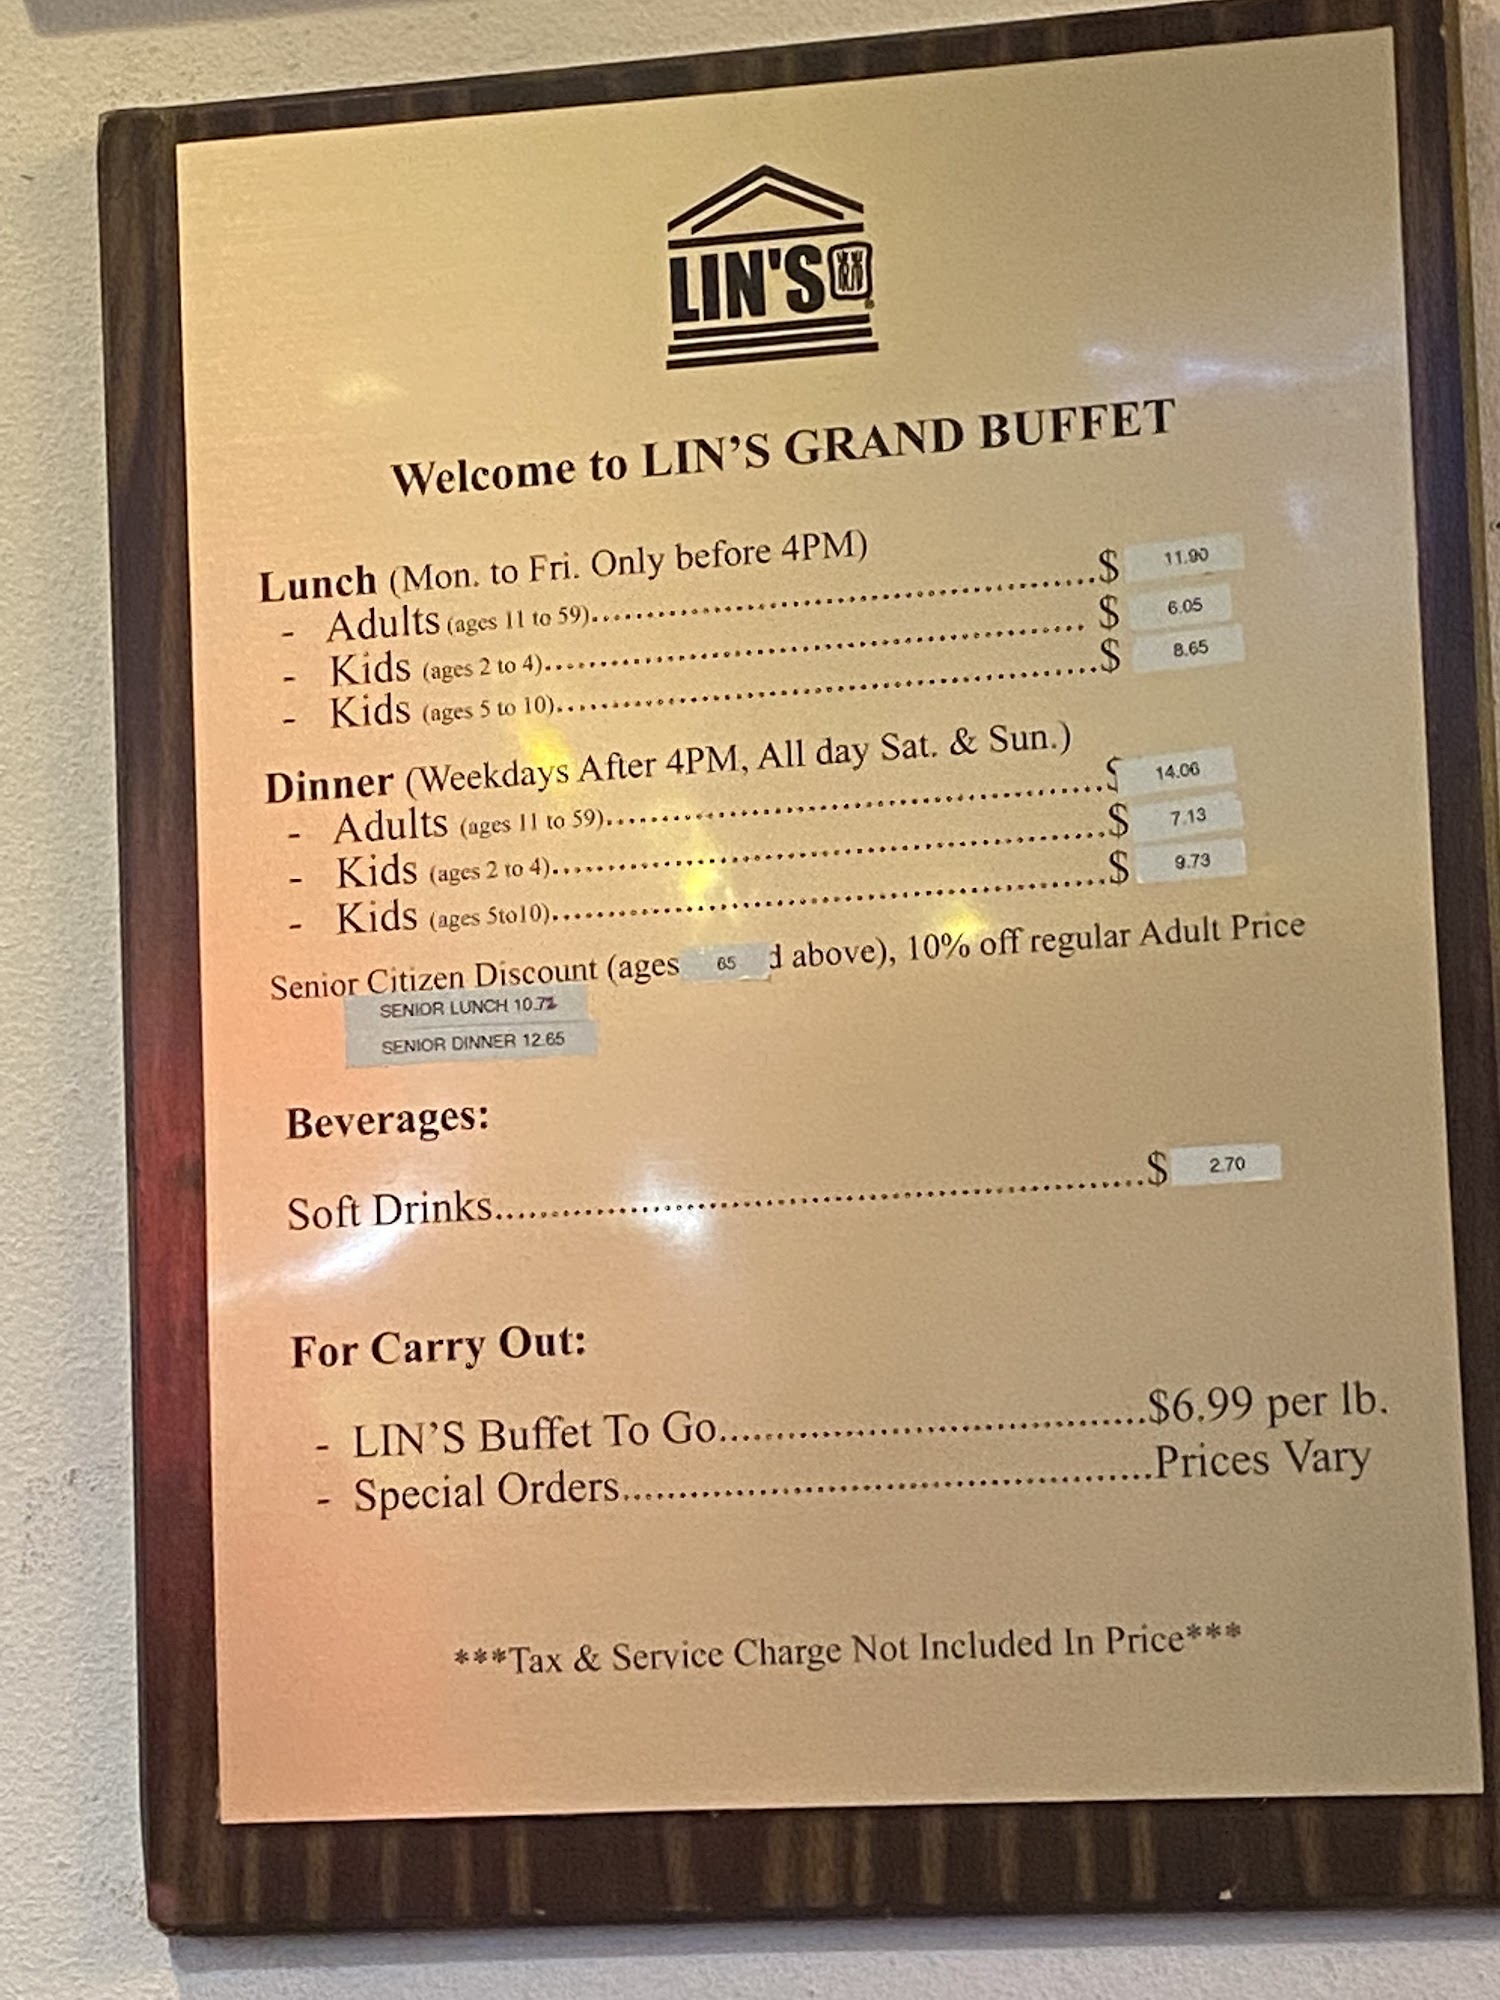 LIN'S
Welcome to LIN'S GRAND BUFFET
Lunch (Mon. to Fri. Only before 4PM)
- Adults (ages 11 to 59)........................................$ 11.90
- Kids (ages 2 to 4)........................................$ 6.05
- Kids (ages 5 to 10)........................................$ 8.65
Dinner (Weekdays After 4PM, All day Sat. & Sun.)
- Adults (ages 11 to 59)........................................$ 14.06
- Kids (ages 2 to 4)........................................$ 7.13
- Kids (ages 5to10)........................................$ 9.73
Senior Citizen Discount (ages 65 d above), 10% off regular Adult Price
SENIOR LUNCH
SENIOR DINNER 12.65
Beverages:
Soft Drinks........................................$ 2.70
For Carry Out:
- LIN'S Buffet To Go........................................$6.99 per lb.
- Special Orders........................................Prices Vary
***Tax & Service Charge Not Included In Price***